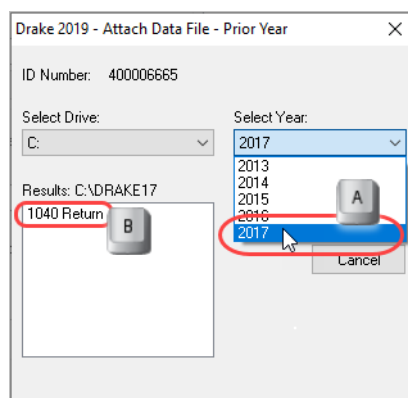 Drake 2019 - Attach Data File - Prior Year
ID Number: 400006665
Select Drive:
C:
Select Year:
2017
2013
2014
2015
2016
2017
A
Results: C:\DRAKE17
1040 Return
B
Cancel